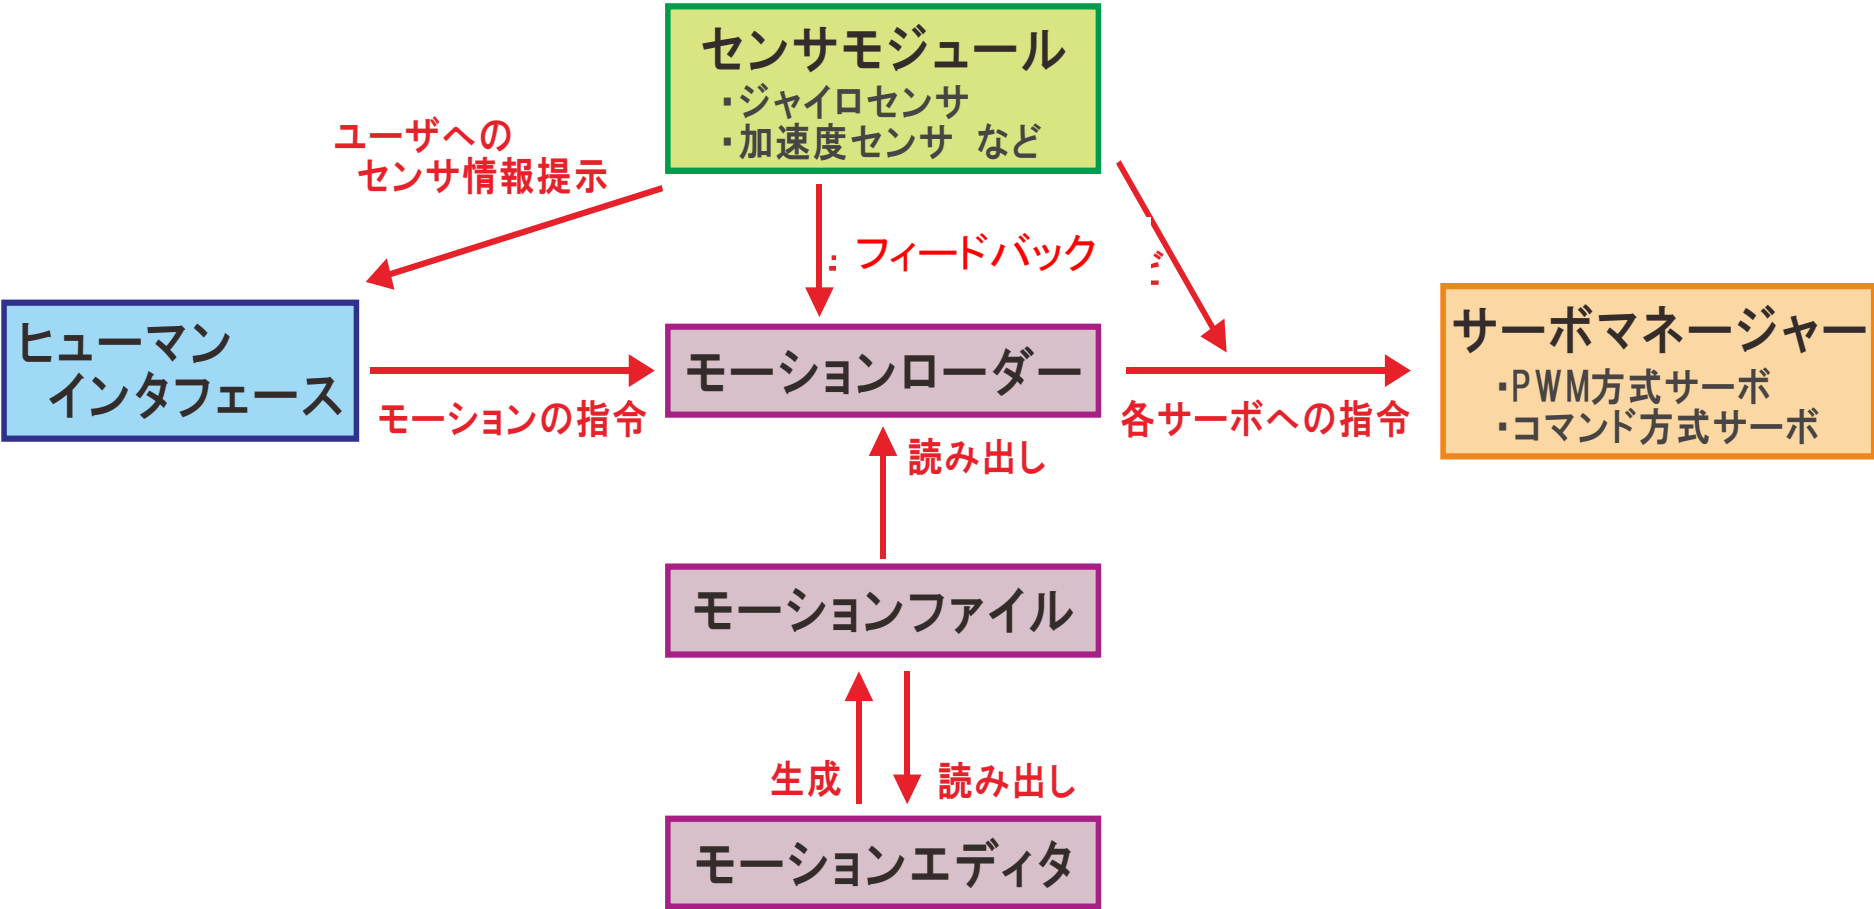 センサモジュール
・ジャイロセンサ
・加速度センサ など
ユーザへの
センサ情報提示
フィードバック
ヒューマン
インタフェース
モーションの指令
モーションローダー
各サーボへの指令
サーボマネージャー
・PWM方式サーボ
・コマンド方式サーボ
読み出し
モーションファイル
生成
読み出し
モーションエディタ